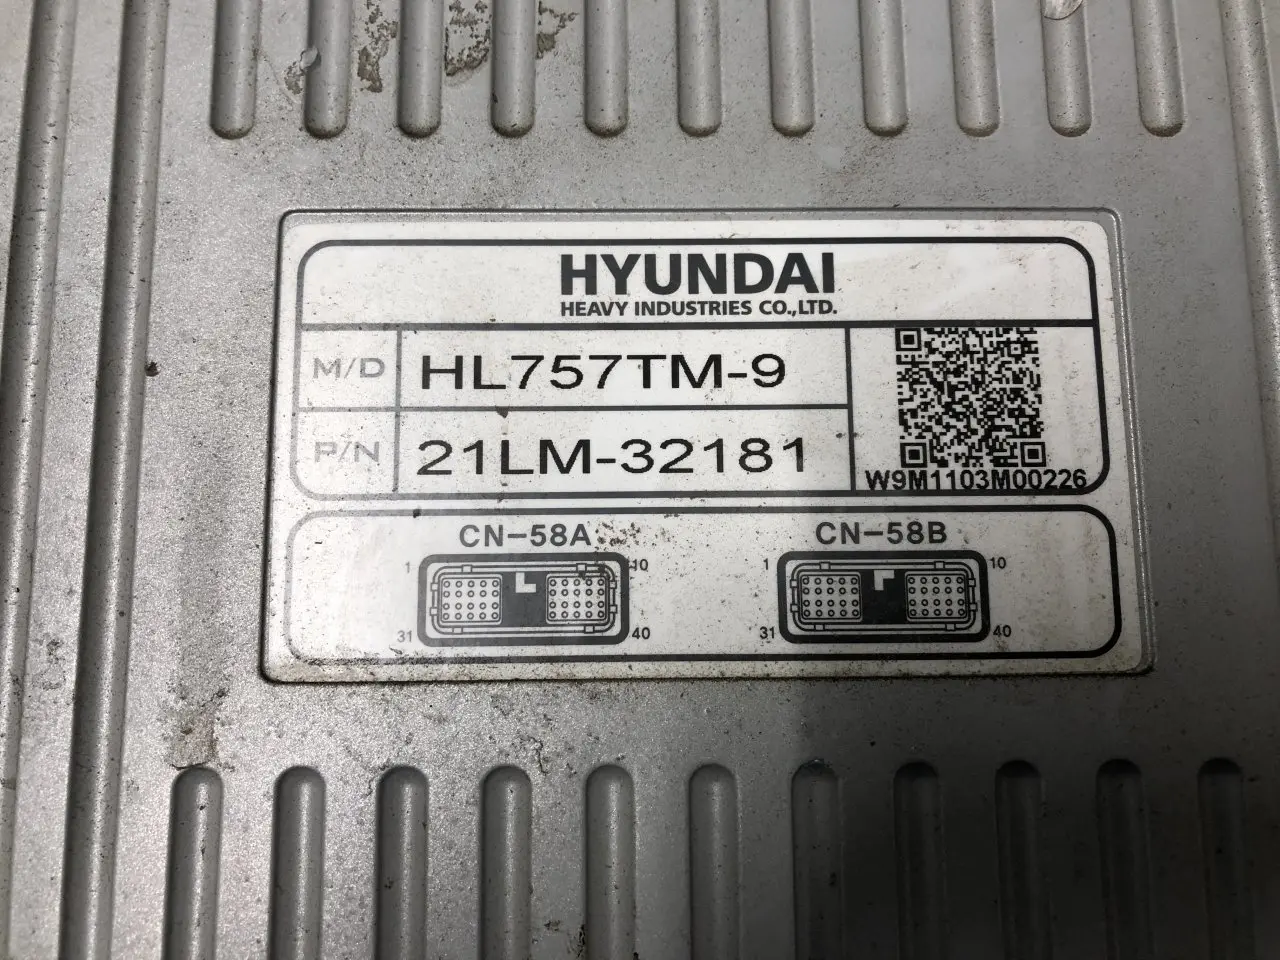 HYUNDAI
HEAVY INDUSTRIES CO.,LTD.
M/D HL757TM-9
P/N 21LM-32181
W9M1103M00226
CN-58A CN-58B
1 10 1 10
31 40 31 40